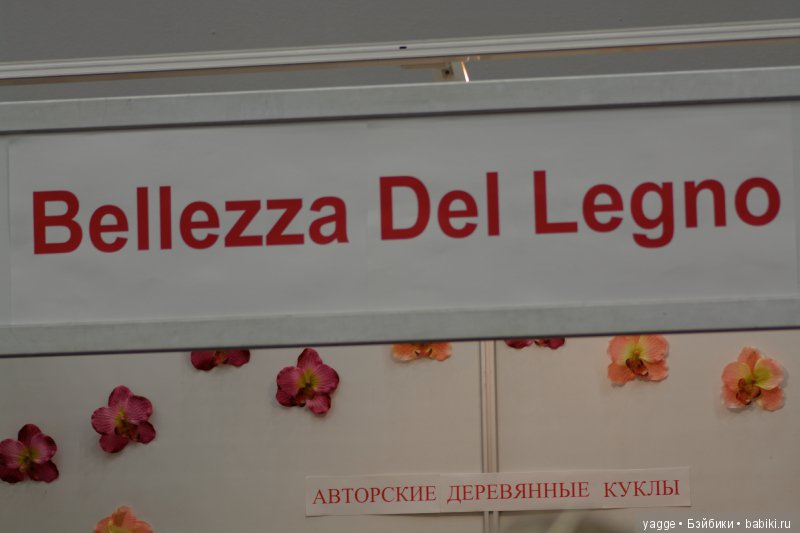 Bellezza Del Legno
АВТОРСКИЕ ДЕРЕВЯННЫЕ КУКЛЫ
yagge • Бэйбики • babiki.ru